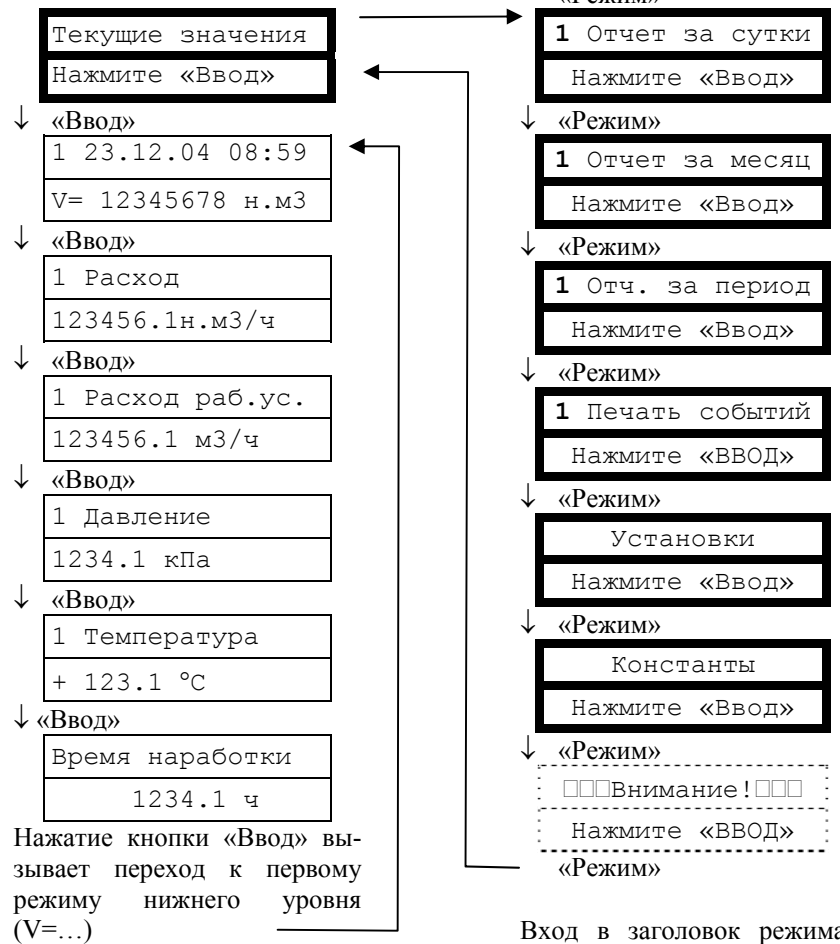 Текущие значения
Нажмите «Ввод»
↓ «Ввод»
1 23.12.04 08:59
V= 12345678 н.м3
↓ «Ввод»
1 Расход
123456.1н.м3/ч
↓ «Ввод»
1 Расход раб.ус.
123456.1 м3/ч
↓ «Ввод»
1 Давление
1234.1 кПа
↓ «Ввод»
1 Температура
+ 123.1 °С
↓ «Ввод»
Время наработки
1234.1 ч
Нажатие кнопки «Ввод» вы-
зывает переход к первому
режиму нижнего уровня
(V=…)
«Режим»
1 Отчет за сутки
Нажмите «Ввод»
↓ «Режим»
1 Отчет за месяц
Нажмите «Ввод»
↓ «Режим»
1 Отч. за период
Нажмите «Ввод»
↓ «Режим»
1 Печать событий
Нажмите «ВВОД»
↓ «Режим»
Установки
Нажмите «Ввод»
↓ «Режим»
Константы
Нажмите «Ввод»
↓ «Режим»
□□□Внимание!□□□
Нажмите «ВВОД»
«Режим»
Вход в заголовок режима